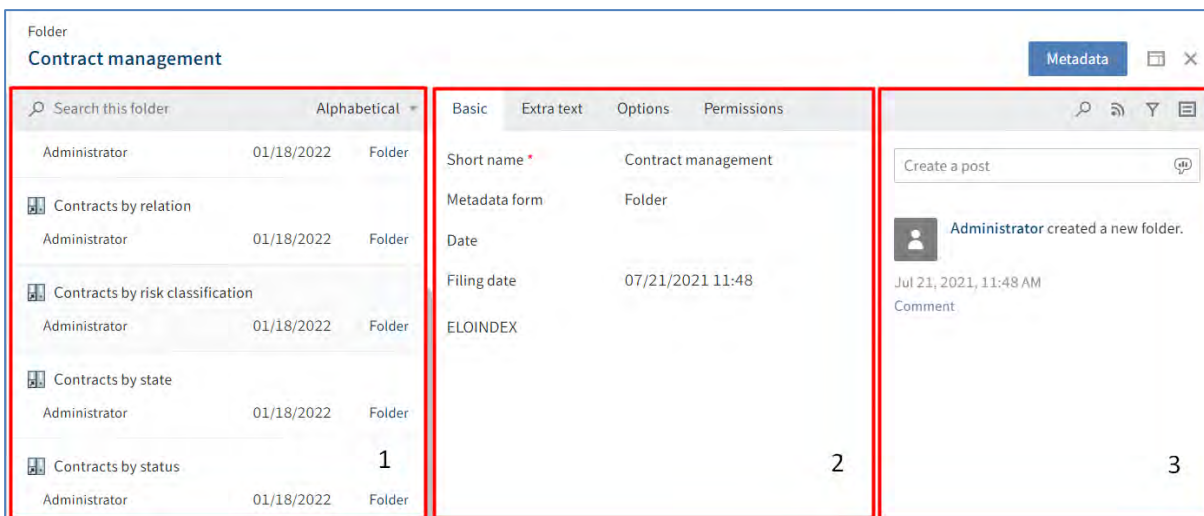 Folder
Contract management
Metadata
Search this folder Alphabetical
Administrator 01/18/2022 Folder
Contracts by relation
Administrator 01/18/2022 Folder
Contracts by risk classification
Administrator 01/18/2022 Folder
Contracts by state
Administrator 01/18/2022 Folder
Contracts by status
Administrator 01/18/2022 Folder
1
Basic Extra text Options Permissions
Short name * Contract management
Metadata form Folder
Date
Filing date 07/21/2021 11:48
ELOINDEX
2
Create a post
Administrator created a new folder.
Jul 21, 2021, 11:48 AM
Comment
3